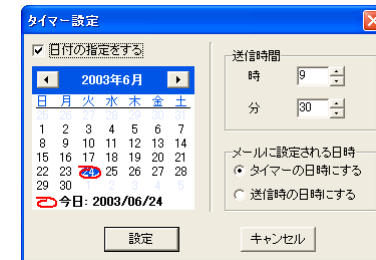 タイマー設定
日付の指定をする
2003年6月
日 月 火 水 木 金 土
25 26 27 28 29 30 31
1 2 3 4 5 6 7
8 9 10 11 12 13 14
15 16 17 18 19 20 21
22 23 24 25 26 27 28
29 30 1 2 3 4 5
今日: 2003/06/24
送信時間
時 9
分 30
メールに設定される日時
タイマーの日時にする
送信時の日時にする
設定 キャンセル